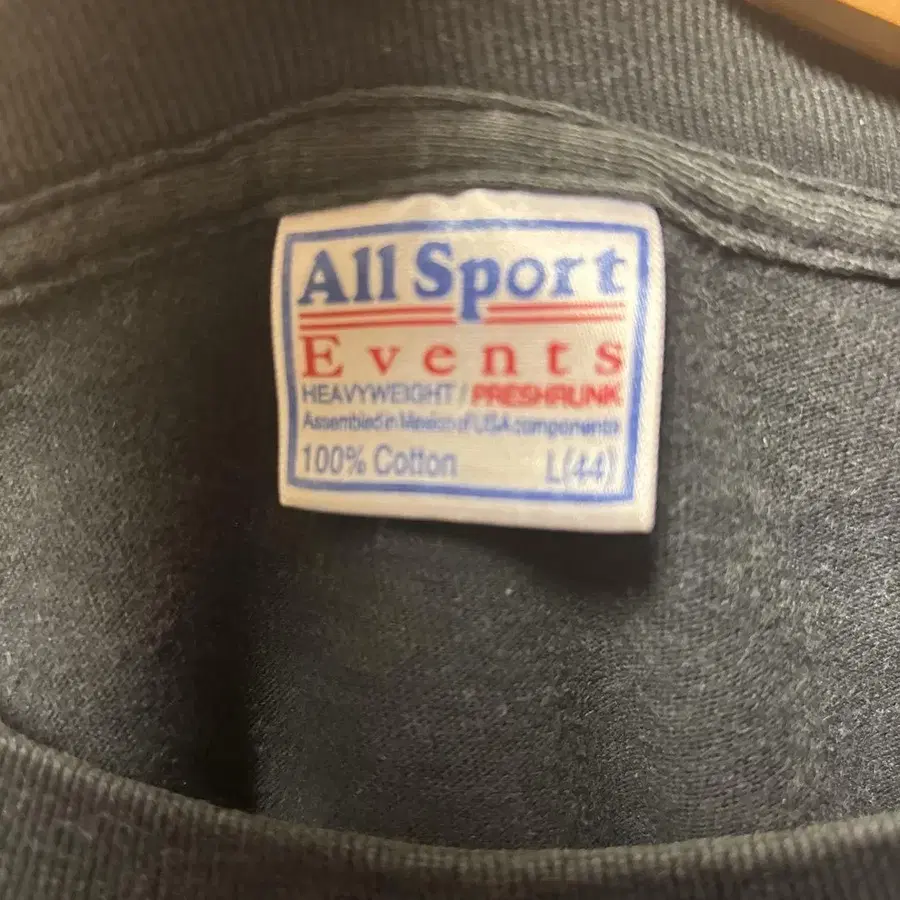 All Sport
Events
HEAVYWEIGHT / PRESHRUNK
Assembled in Mexico of USA components
100% Cotton L(44)